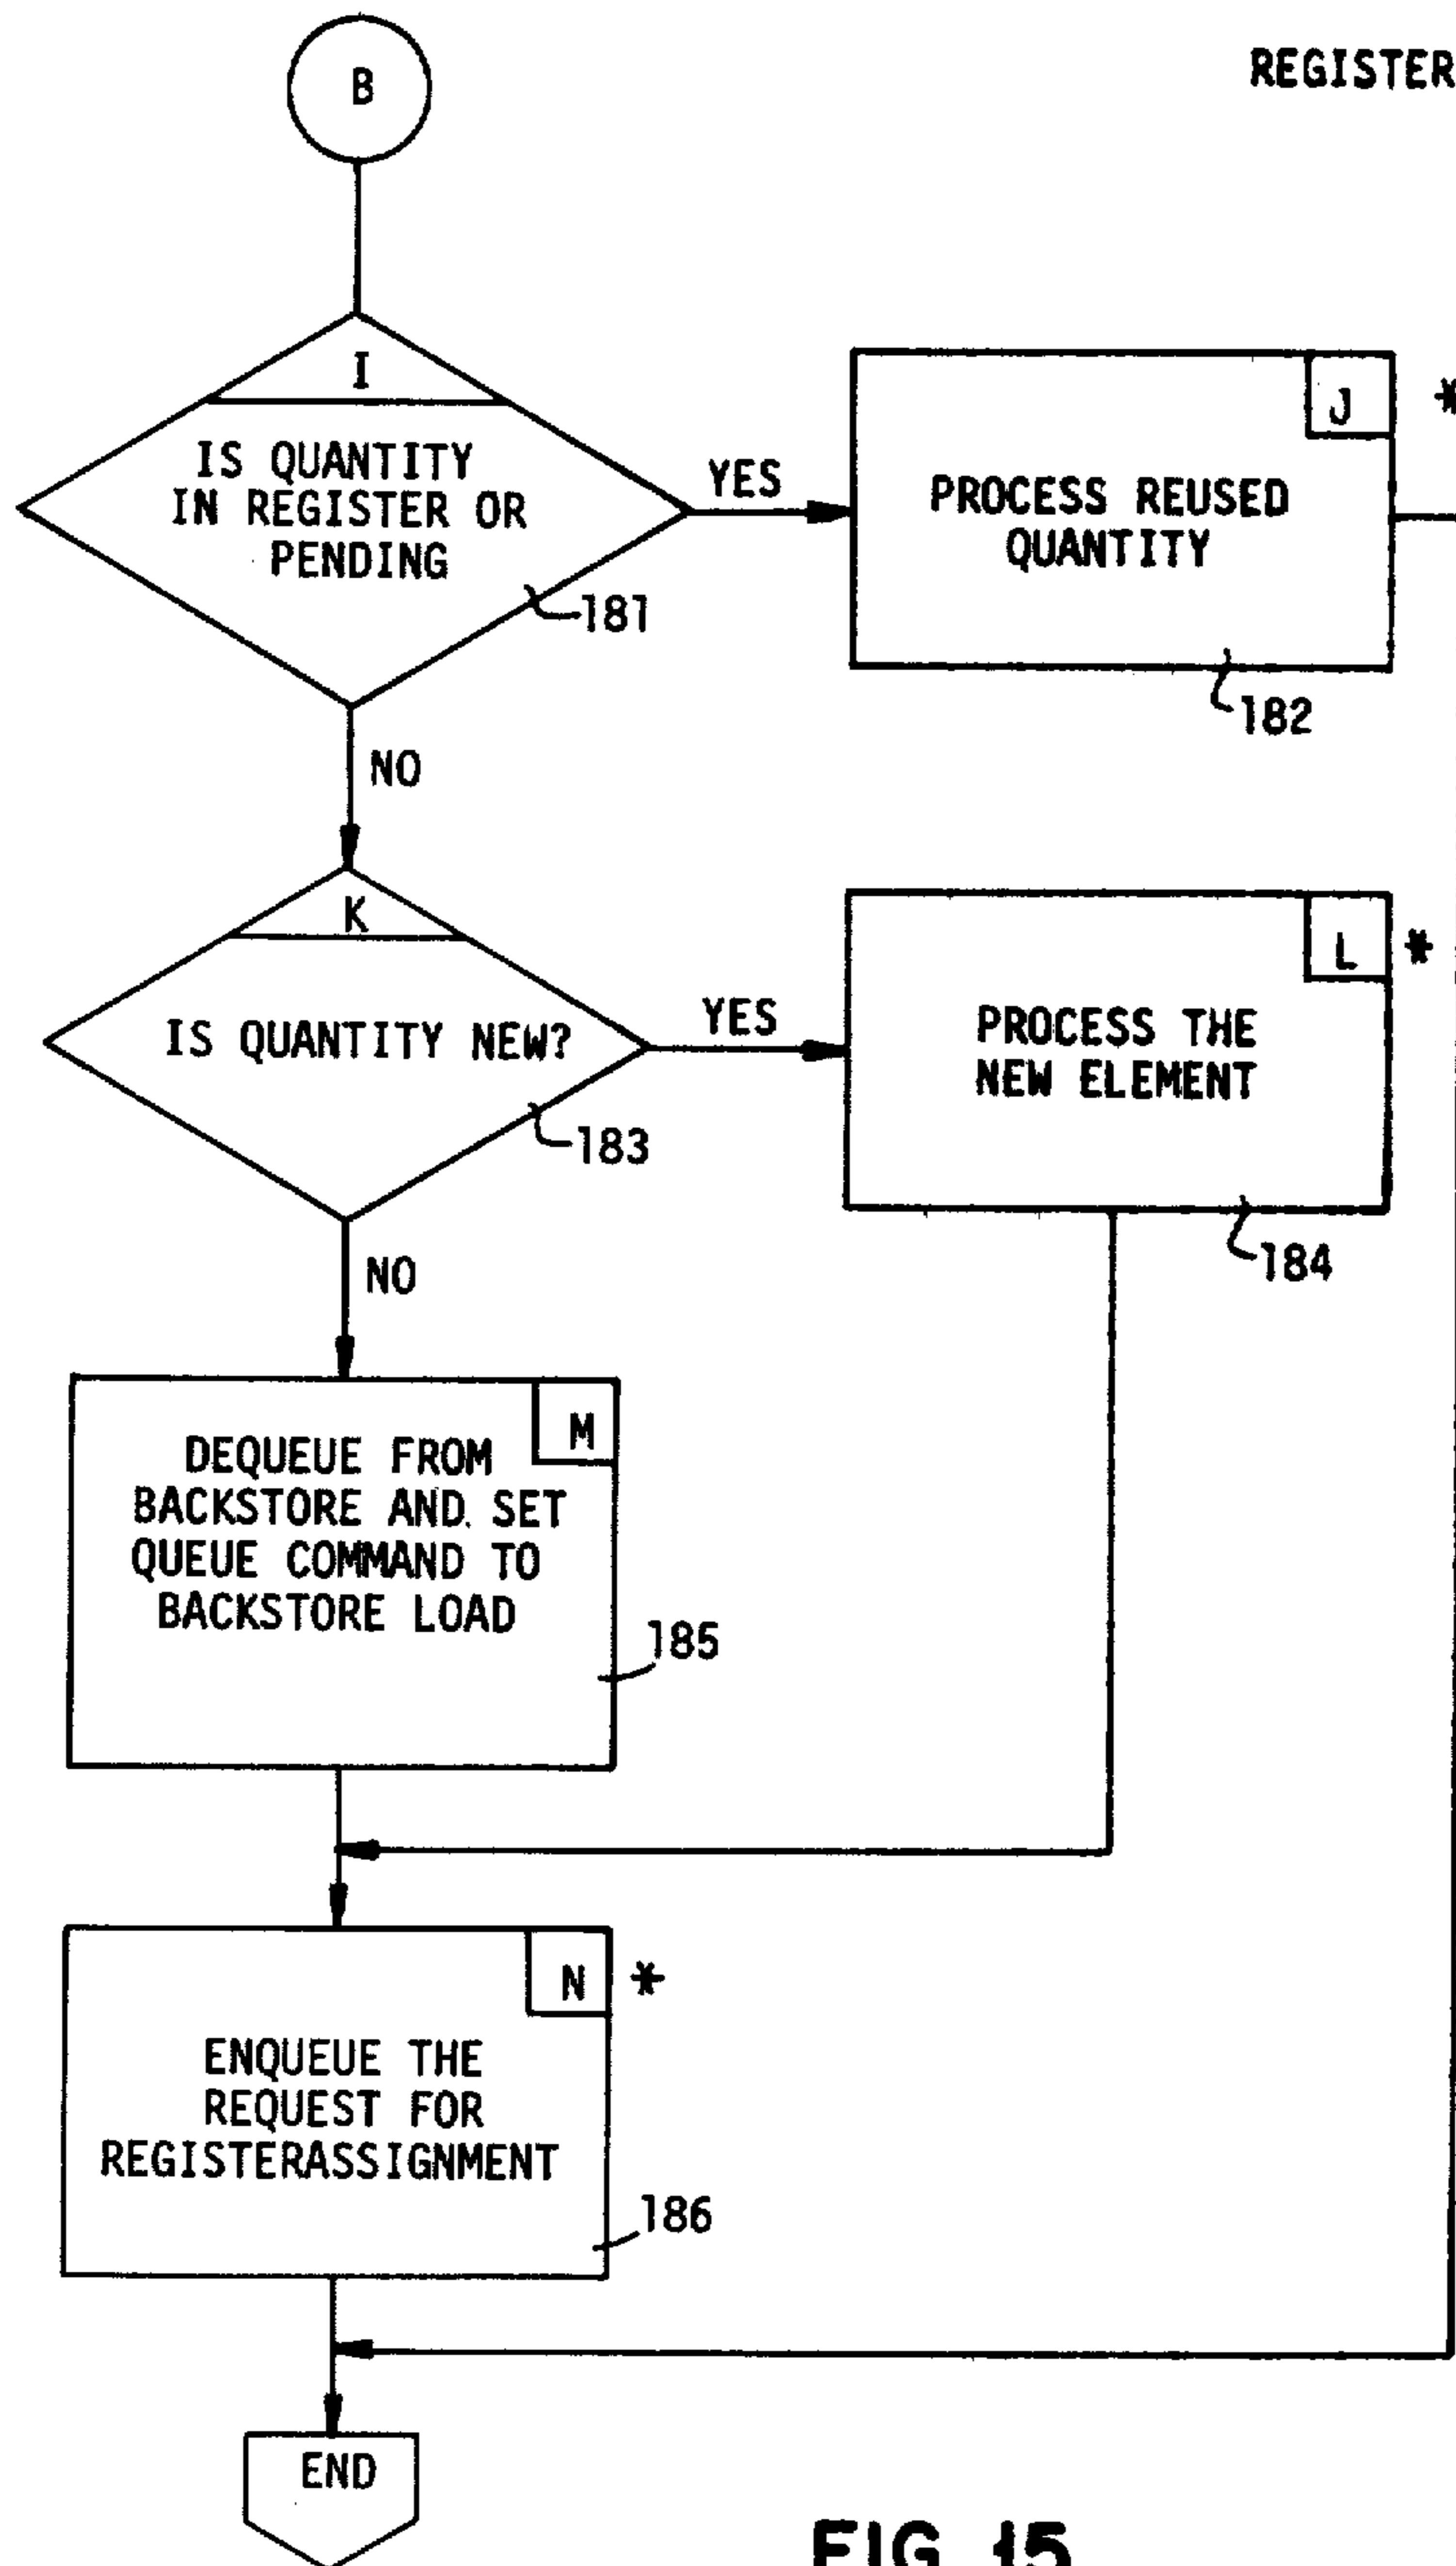 B
REGISTER
I
IS QUANTITY
IN REGISTER OR
PENDING
181
YES
J
*
PROCESS REUSED
QUANTITY
182
NO
K
IS QUANTITY NEW?
183
YES
L
*
PROCESS THE
NEW ELEMENT
184
NO
M
DEQUEUE FROM
BACKSTORE AND SET
QUEUE COMMAND TO
BACKSTORE LOAD
185
N
*
ENQUEUE THE
REQUEST FOR
REGISTERASSIGNMENT
186
END
FIG. 15